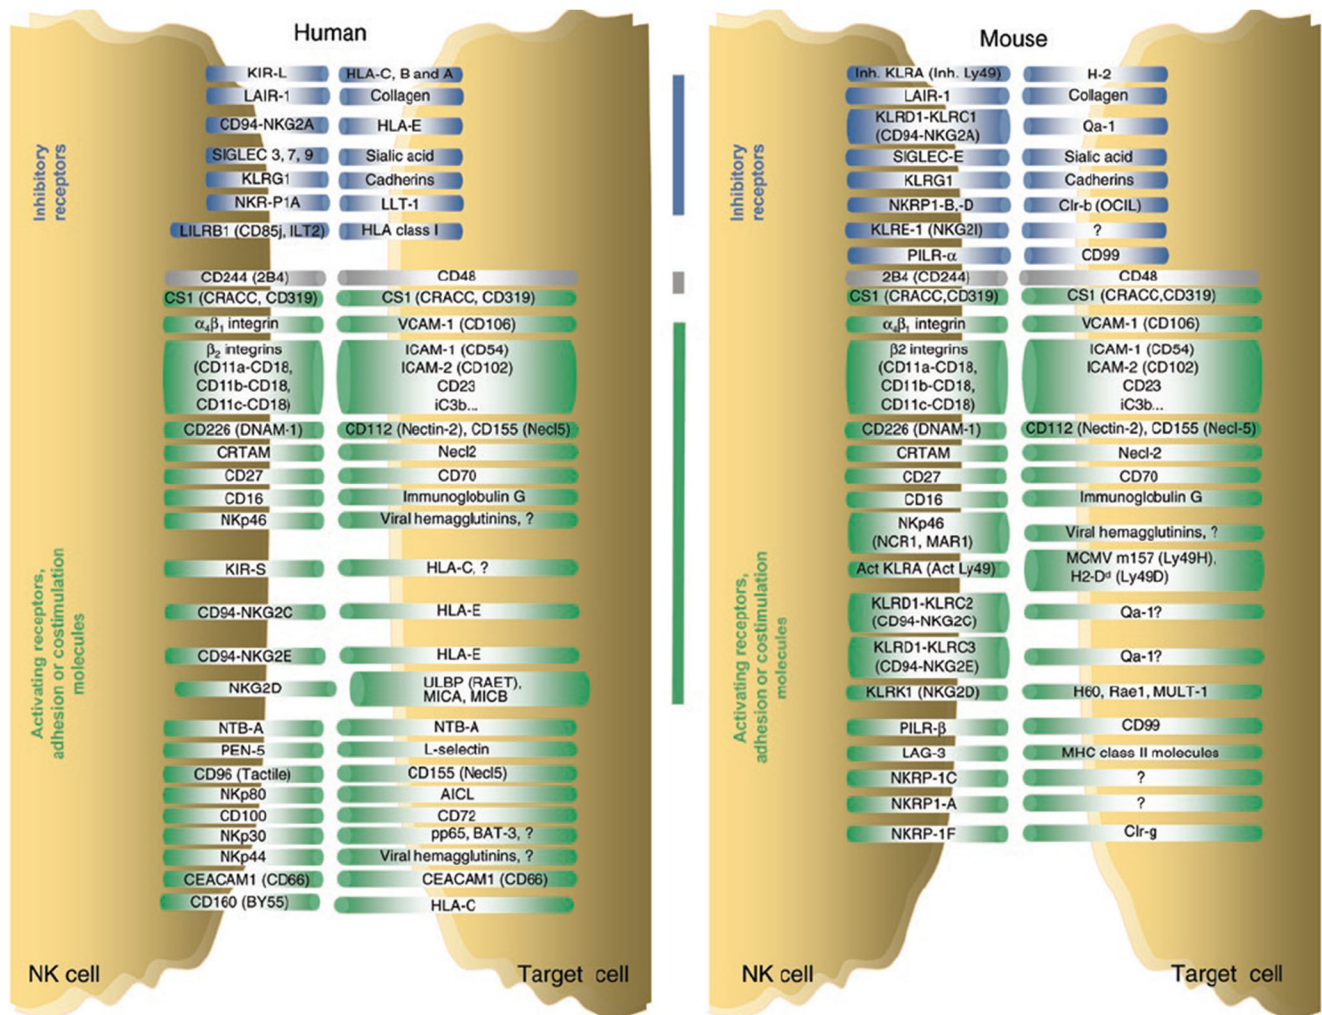 Human
Inhibitory
receptors
KIR-L HLA-C, B and A
LAIR-1 Collagen
CD94-NKG2A HLA-E
SIGLEC 3, 7, 9 Sialic acid
KLRG1 Cadherins
NKR-P1A LLT-1
LILRB1 (CD85j, ILT2) HLA class I
CD244 (2B4) CD48
Activating receptors,
adhesion or costimulation
molecules
CS1 (CRACC, CD319) CS1 (CRACC, CD319)
α4β1 integrin VCAM-1 (CD106)
β2 integrins ICAM-1 (CD54)
(CD11a-CD18, ICAM-2 (CD102)
CD11b-CD18, CD23
CD11c-CD18) iC3b...
CD226 (DNAM-1) CD112 (Nectin-2), CD155 (Necl5)
CRTAM Necl2
CD27 CD70
CD16 Immunoglobulin G
NKp46 Viral hemagglutinins, ?
KIR-S HLA-C, ?
CD94-NKG2C HLA-E
CD94-NKG2E HLA-E
NKG2D ULBP (RAET),
MICA, MICB
NTB-A NTB-A
PEN-5 L-selectin
CD96 (Tactile) CD155 (Necl5)
NKp80 AICL
CD100 CD72
NKp30 pp65, BAT-3, ?
NKp44 Viral hemagglutinins, ?
CEACAM1 (CD66) CEACAM1 (CD66)
CD160 (BY55) HLA-C
NK cell Target cell
Mouse
Inhibitory
receptors
Inh. KLRA (Inh. Ly49) H-2
LAIR-1 Collagen
KLRD1-KLRC1
(CD94-NKG2A) Qa-1
SIGLEC-E Sialic acid
KLRG1 Cadherins
NKRP1-B,-D Clr-b (OCIL)
KLRE-1 (NKG2I) ?
PILR-α CD99
2B4 (CD244) CD48
Activating receptors,
adhesion or costimulation
molecules
CS1 (CRACC,CD319) CS1 (CRACC,CD319)
α4β1 integrin VCAM-1 (CD106)
β2 integrins ICAM-1 (CD54)
(CD11a-CD18, ICAM-2 (CD102)
CD11b-CD18, CD23
CD11c-CD18) iC3b...
CD226 (DNAM-1) CD112 (Nectin-2), CD155 (Necl-5)
CRTAM Necl-2
CD27 CD70
CD16 Immunoglobulin G
NKp46
(NCR1, MAR1) Viral hemagglutinins, ?
Act KLRA (Act Ly49) MCMV m157 (Ly49H),
H2-Dd (Ly49D)
KLRD1-KLRC2
(CD94-NKG2C) Qa-1?
KLRD1-KLRC3
(CD94-NKG2E) Qa-1?
KLRK1 (NKG2D) H60, Rae1, MULT-1
PILR-β CD99
LAG-3 MHC class II molecules
NKRP-1C ?
NKRP1-A ?
NKRP-1F Clr-g
NK cell Target cell